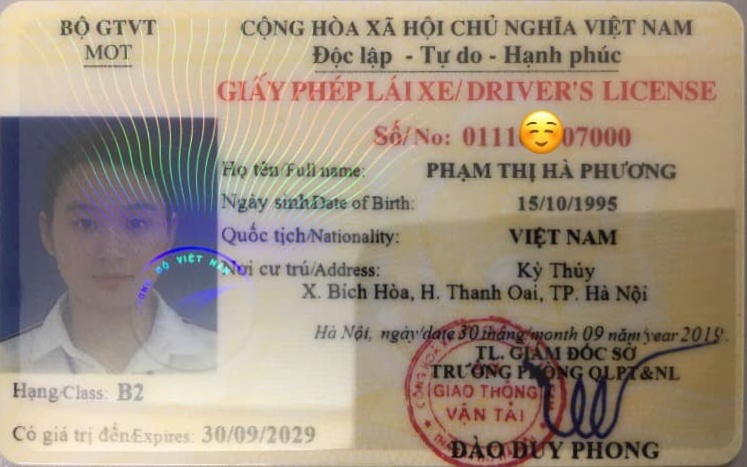 BỘ GTVT
MOT
CỘNG HÒA XÃ HỘI CHỦ NGHĨA VIỆT NAM
Độc lập - Tự do - Hạnh phúc
GIẤY PHÉP LÁI XE/ DRIVER'S LICENSE
Số/No: 0111 07000
Họ tên/Full name: PHẠM THỊ HÀ PHƯƠNG
Ngày sinh/Date of Birth: 15/10/1995
Quốc tịch/Nationality: VIỆT NAM
Nơi cư trú/Address: Kỳ Thủy
X. Bích Hòa, H. Thanh Oai, TP. Hà Nội
Hà Nội, ngày/date 30 tháng/month 09 năm/year 2019.
TL. GIÁM ĐỐC SỞ
TRƯỞNG PHÒNG QLPT&NL
GIAO THÔNG
VẬN TẢI
ĐÀO DUY PHONG
Hạng/Class: B2
Có giá trị đến/Expires: 30/09/2029
BỘ VIỆT NAM